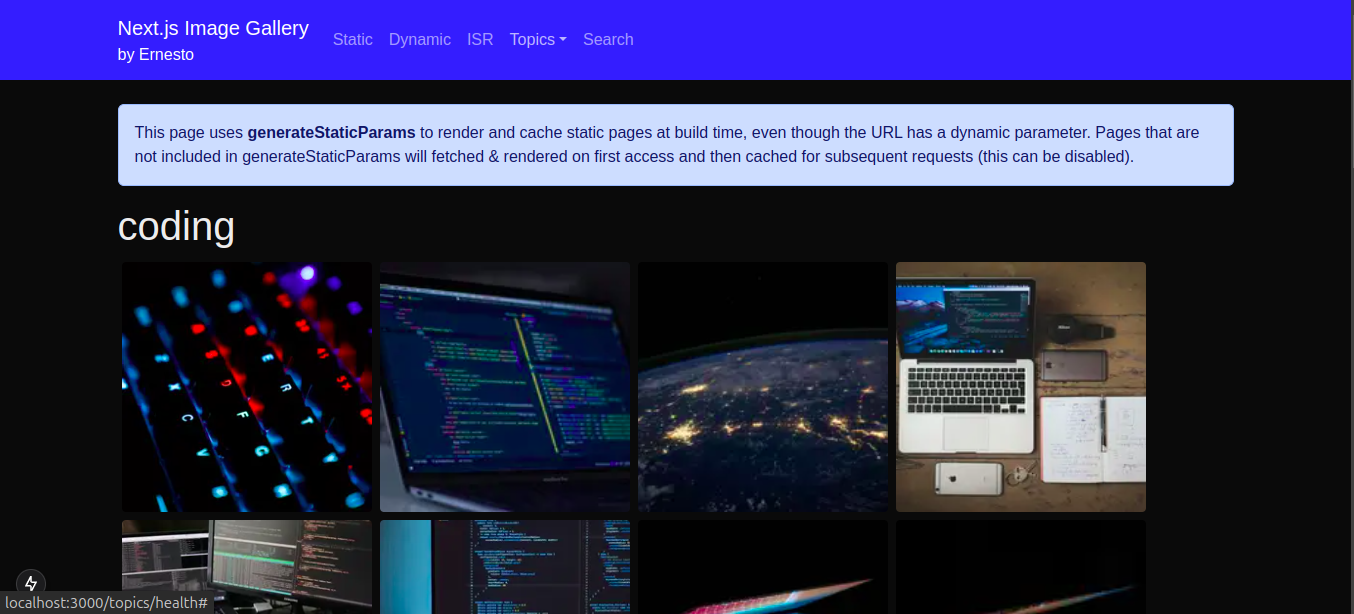 Next.js Image Gallery
by Ernesto
Static Dynamic ISR Topics Search
This page uses generateStaticParams to render and cache static pages at build time, even though the URL has a dynamic parameter. Pages that are
not included in generateStaticParams will fetched & rendered on first access and then cached for subsequent requests (this can be disabled).
coding
localhost:3000/topics/health#